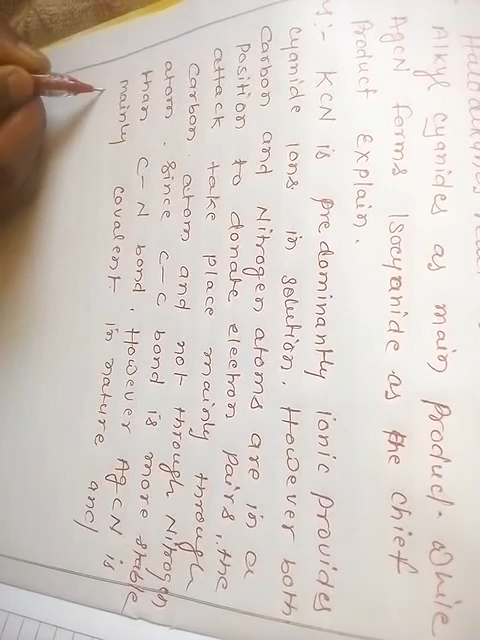 Haloalkanes
Alkyl cyanides as main product. while
AgCN forms Isocyanide as the chief
Product Explain.
:- KCN is predominantly ionic provides
cyanide Ions in solution. However both
Carbon and Nitrogen atoms are in a
position to donate electron pairs, the
attack take place mainly through
Carbon atom and not through Nitrogen
atom. Since C-C bond is more stable
than C-N bond. However AgCN is
mainly covalent in nature and